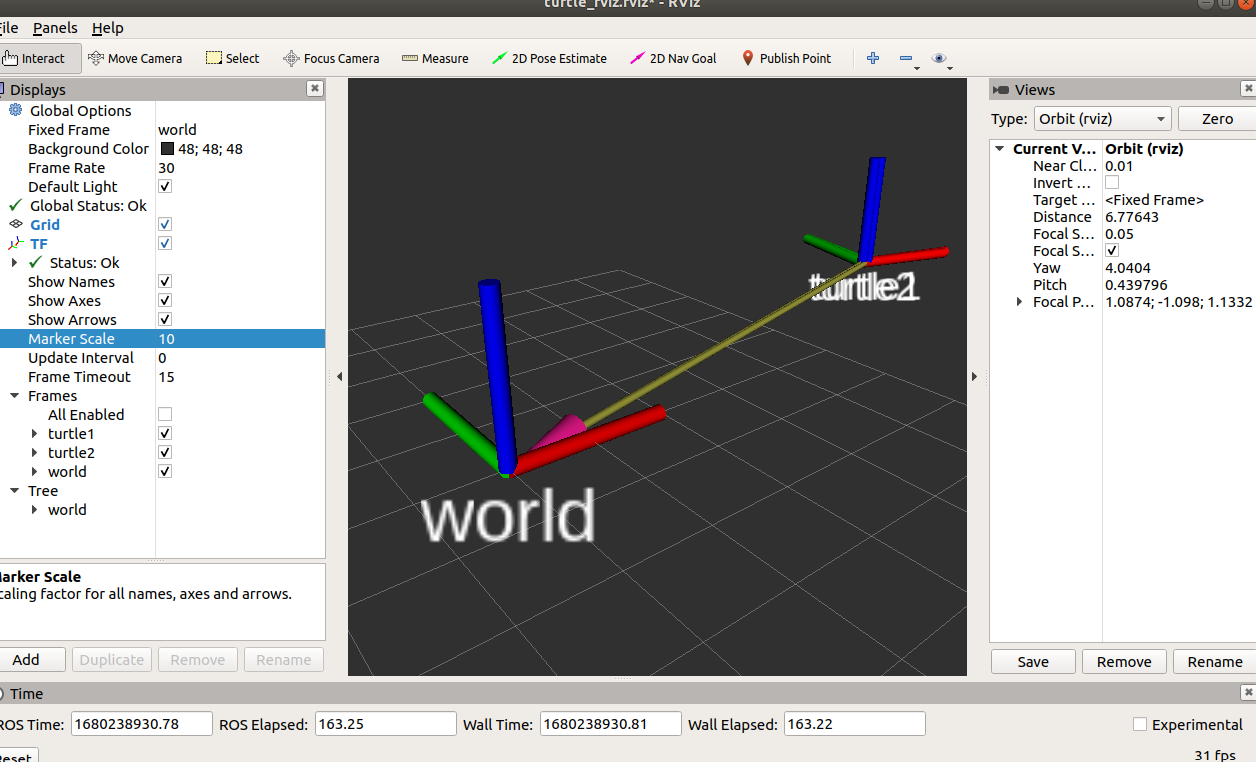 turtle_rviz.rviz* - RViz
File Panels Help
Interact Move Camera Select Focus Camera Measure 2D Pose Estimate 2D Nav Goal Publish Point
Displays
Global Options
Fixed Frame world
Background Color 48; 48; 48
Frame Rate 30
Default Light
Global Status: Ok
Grid
TF
Status: Ok
Show Names
Show Axes
Show Arrows
Marker Scale 10
Update Interval 0
Frame Timeout 15
Frames
All Enabled
turtle1
turtle2
world
Tree
world
Marker Scale
caling factor for all names, axes and arrows.
Add Duplicate Remove Rename
world
Views
Type: Orbit (rviz) Zero
Current V... Orbit (rviz)
Near Cl... 0.01
Invert ...
Target ... <Fixed Frame>
Distance 6.77643
Focal S... 0.05
Focal S...
Yaw 4.0404
Pitch 0.439796
Focal P... 1.0874; -1.098; 1.1332
Save Remove Rename
Time
ROS Time: 1680238930.78 ROS Elapsed: 163.25 Wall Time: 1680238930.81 Wall Elapsed: 163.22 Experimental
Reset 31 fps